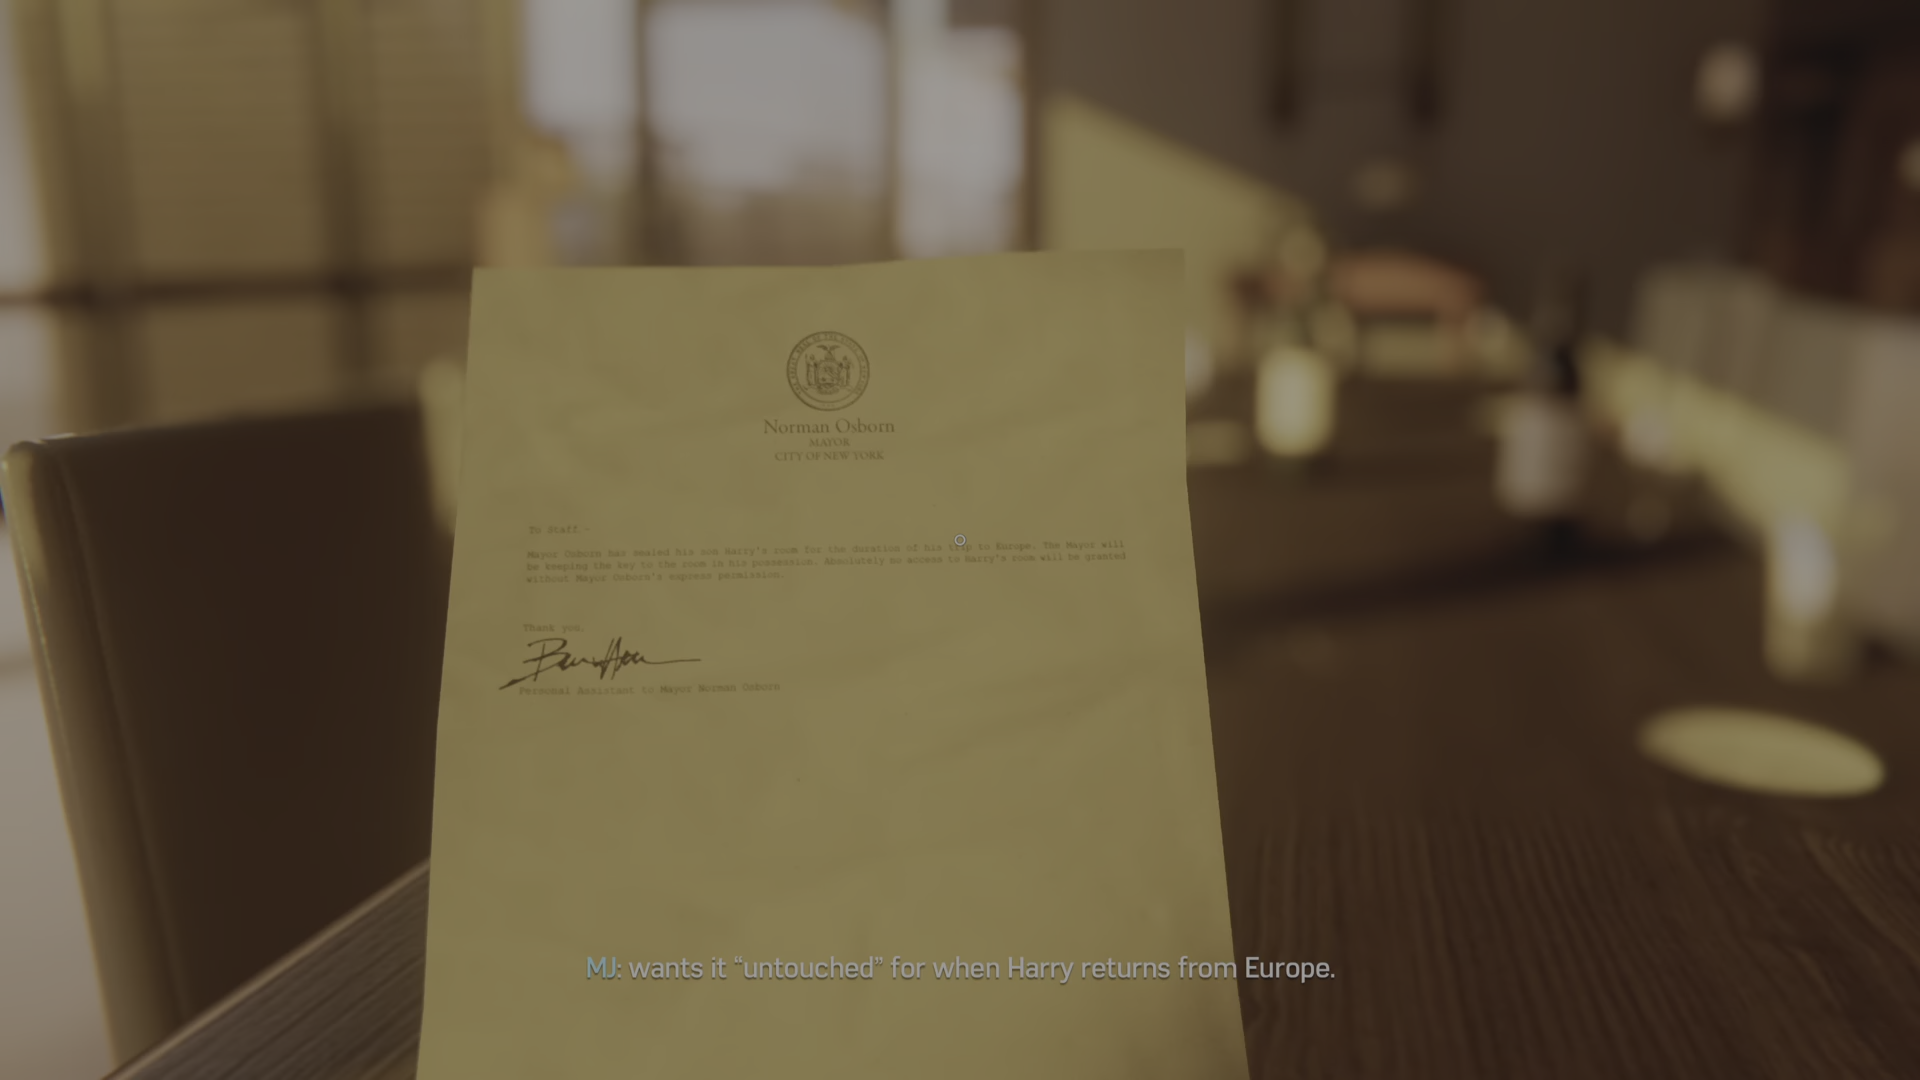 Norman Osborn
MAYOR
CITY OF NEW YORK
To Staff -
Mayor Osborn has sealed his son Harry's room for the duration of his trip to Europe. The Mayor will
be keeping the key to the room in his possession. Absolutely no access to Harry's room will be granted
without Mayor Osborn's express permission.
Thank you,
Personal Assistant to Mayor Norman Osborn
MJ: wants it “untouched” for when Harry returns from Europe.